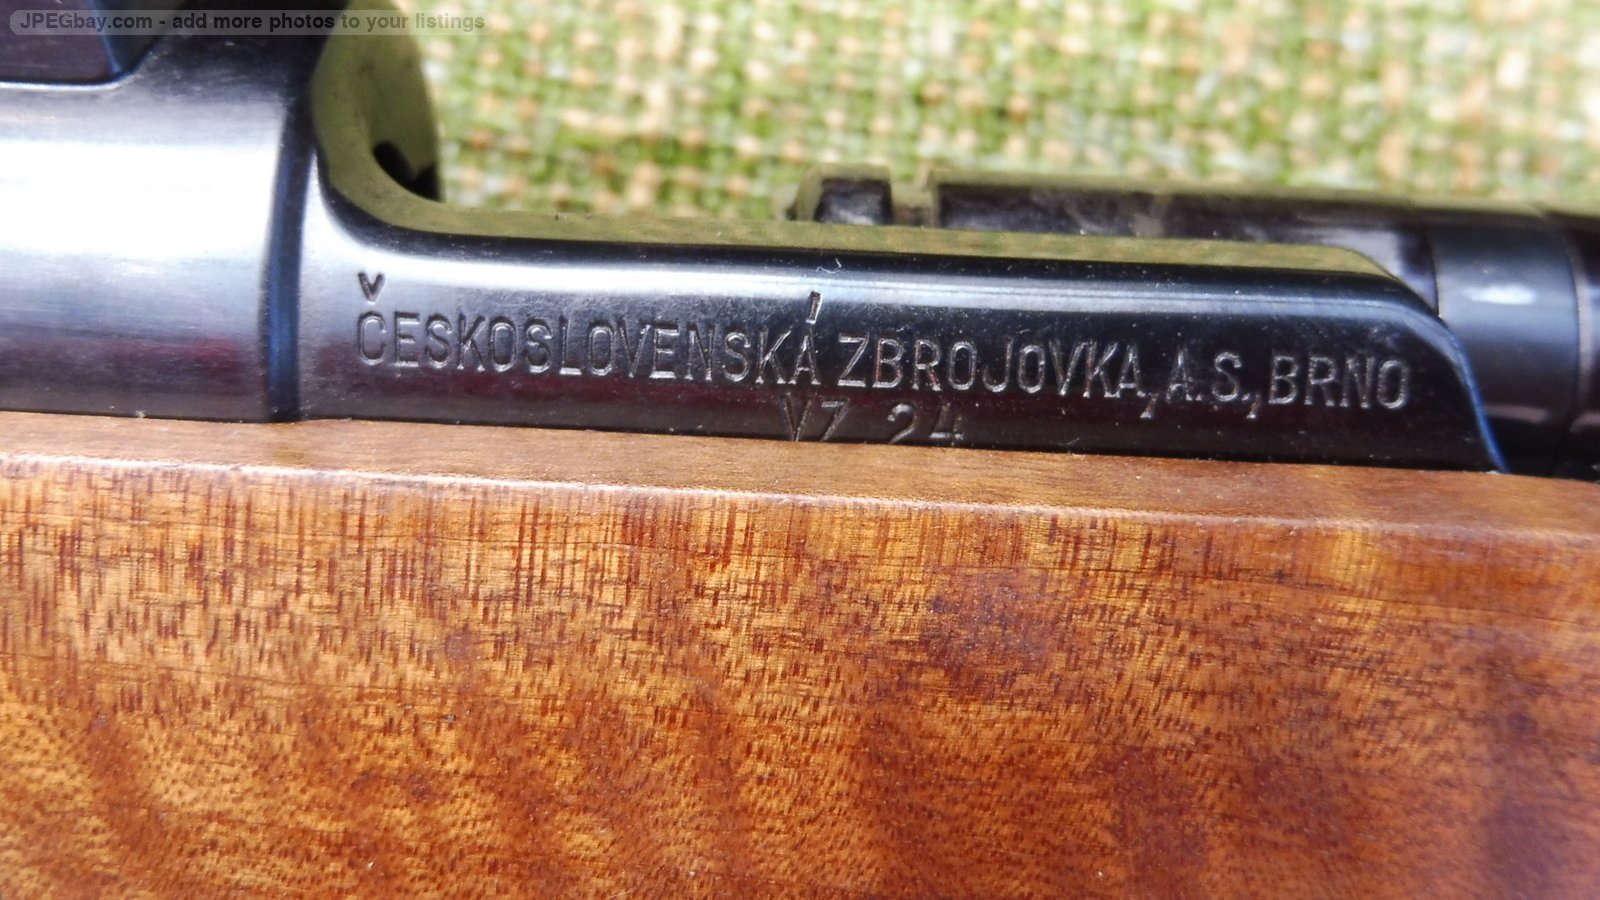 JPEGbay.com - add more photos to your listings
ČESKOSLOVENSKÁ ZBROJOVKA, A.S., BRNO
VZ 24